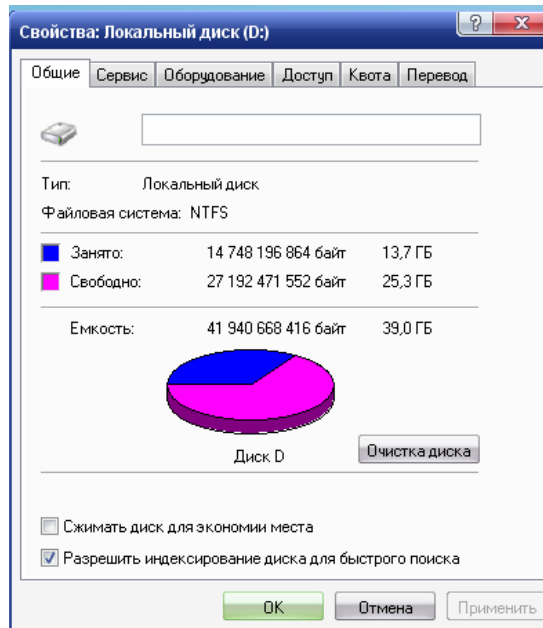 Свойства: Локальный диск (D:)
? X
Общие Сервис Оборудование Доступ Квота Перевод
Тип: Локальный диск
Файловая система: NTFS
Занято: 14 748 196 864 байт 13,7 ГБ
Свободно: 27 192 471 552 байт 25,3 ГБ
Емкость: 41 940 668 416 байт 39,0 ГБ
Диск D
Очистка диска
Сжимать диск для экономии места
Разрешить индексирование диска для быстрого поиска
OK Отмена Применить